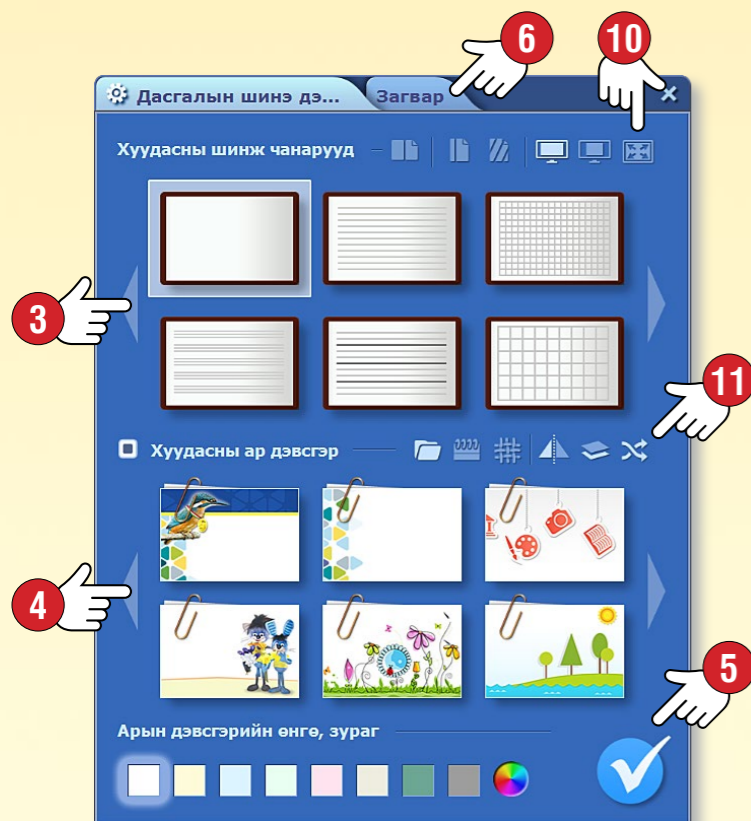 6
10
Дасгалын шинэ дэ...
Загвар
Хуудасны шинж чанарууд
3
11
Хуудасны ар дэвсгэр
4
5
Арын дэвсгэрийн өнгө, зураг